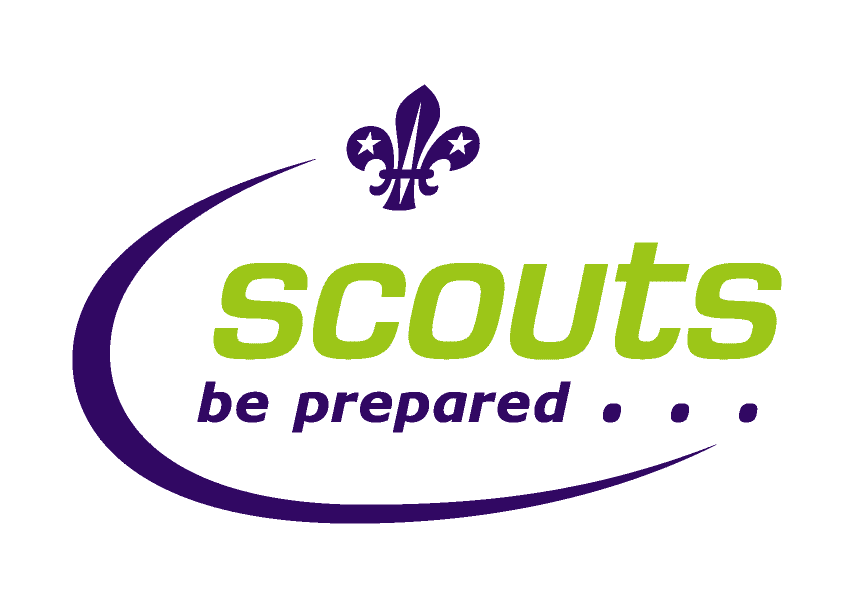 scouts
be prepared . . .